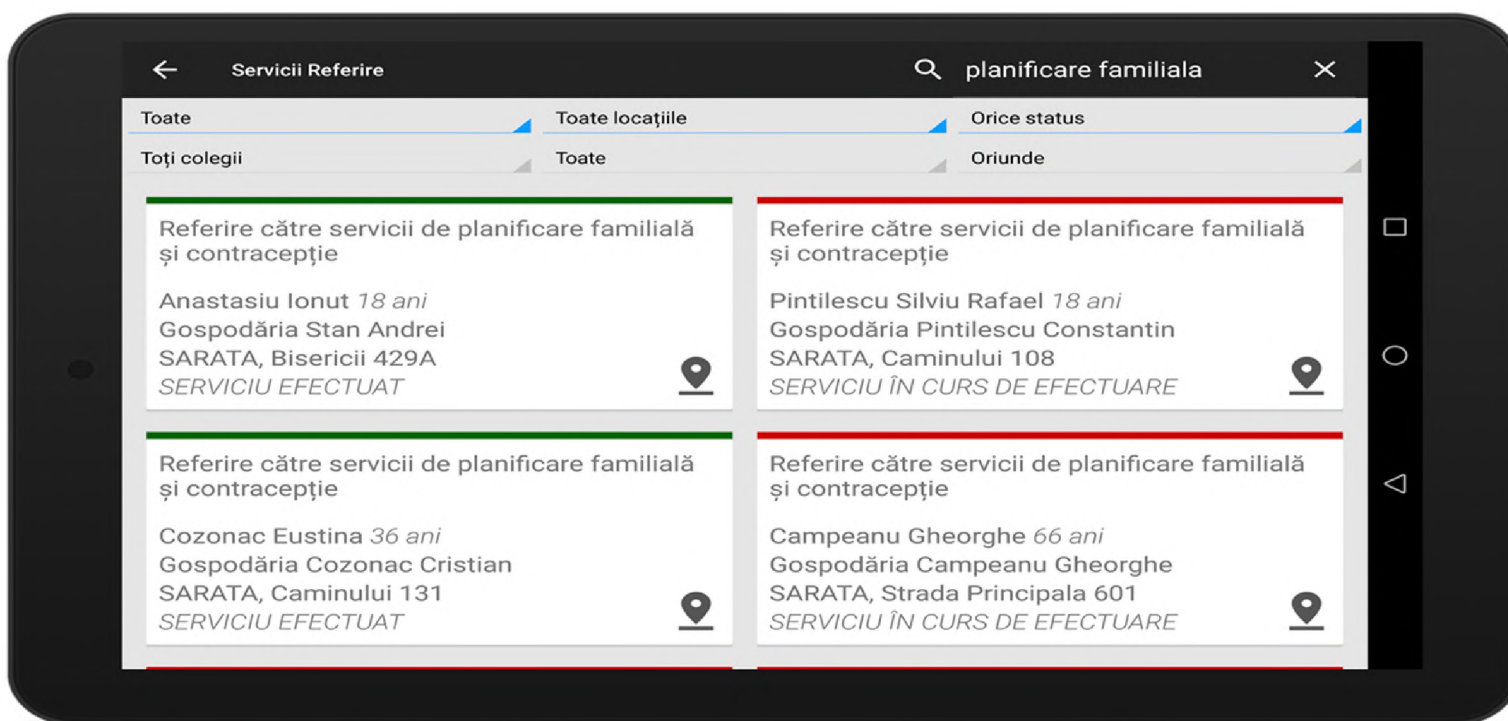 Servicii Referire
planificare familiala
Toate
Toate locațiile
Orice status
Toți colegii
Toate
Oriunde
Referire către servicii de planificare familială
și contracepție
Anastasiu Ionut 18 ani
Gospodăria Stan Andrei
SARATA, Bisericii 429A
SERVICIU EFECTUAT
Referire către servicii de planificare familială
și contracepție
Pintilescu Silviu Rafael 18 ani
Gospodăria Pintilescu Constantin
SARATA, Caminului 108
SERVICIU ÎN CURS DE EFECTUARE
Referire către servicii de planificare familială
și contracepție
Cozonac Eustina 36 ani
Gospodăria Cozonac Cristian
SARATA, Caminului 131
SERVICIU EFECTUAT
Referire către servicii de planificare familială
și contracepție
Campeanu Gheorghe 66 ani
Gospodăria Campeanu Gheorghe
SARATA, Strada Principala 601
SERVICIU ÎN CURS DE EFECTUARE